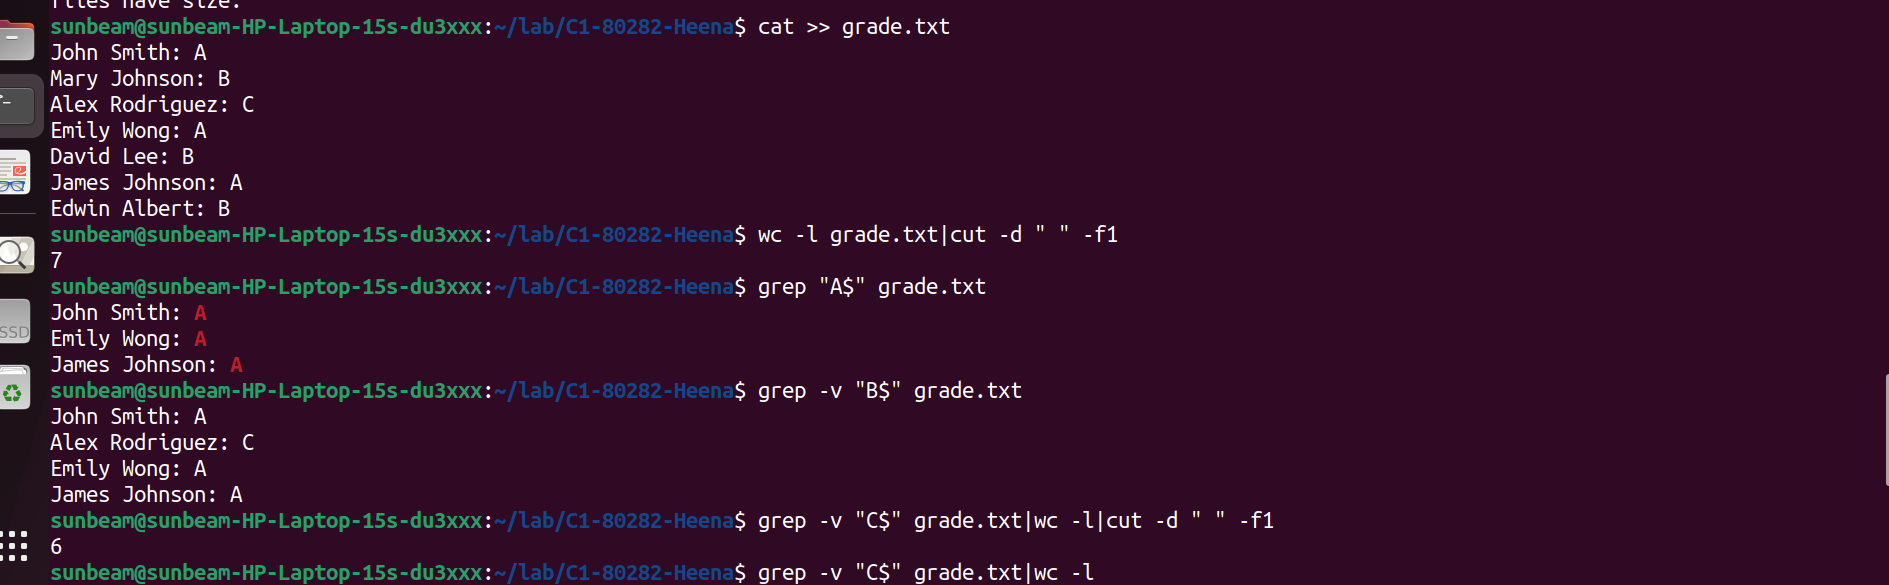 files have size.
sunbeam@sunbeam-HP-Laptop-15s-du3xxx:~/lab/C1-80282-Heena$ cat >> grade.txt
John Smith: A
Mary Johnson: B
Alex Rodriguez: C
Emily Wong: A
David Lee: B
James Johnson: A
Edwin Albert: B
sunbeam@sunbeam-HP-Laptop-15s-du3xxx:~/lab/C1-80282-Heena$ wc -l grade.txt|cut -d " " -f1
7
sunbeam@sunbeam-HP-Laptop-15s-du3xxx:~/lab/C1-80282-Heena$ grep "A$" grade.txt
John Smith: A
Emily Wong: A
James Johnson: A
sunbeam@sunbeam-HP-Laptop-15s-du3xxx:~/lab/C1-80282-Heena$ grep -v "B$" grade.txt
John Smith: A
Alex Rodriguez: C
Emily Wong: A
James Johnson: A
sunbeam@sunbeam-HP-Laptop-15s-du3xxx:~/lab/C1-80282-Heena$ grep -v "C$" grade.txt|wc -l|cut -d " " -f1
6
sunbeam@sunbeam-HP-Laptop-15s-du3xxx:~/lab/C1-80282-Heena$ grep -v "C$" grade.txt|wc -l
SSD